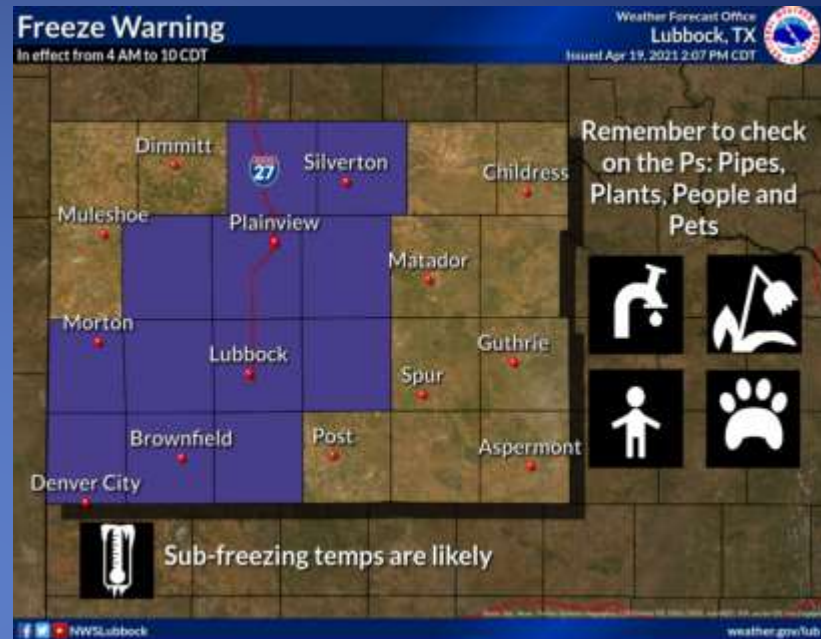 Freeze Warning
In effect from 4 AM to 10 CDT
Weather Forecast Office
Lubbock, TX
Issued Apr 19, 2021 2:07 PM CDT
Remember to check
on the Ps: Pipes,
Plants, People and
Pets
Dimmitt
27
Silverton
Childress
Muleshoe
Plainview
Matador
Morton
Lubbock
Guthrie
Spur
Brownfield
Post
Aspermont
Denver City
Sub-freezing temps are likely
NWSLubbock
weather.gov/lub